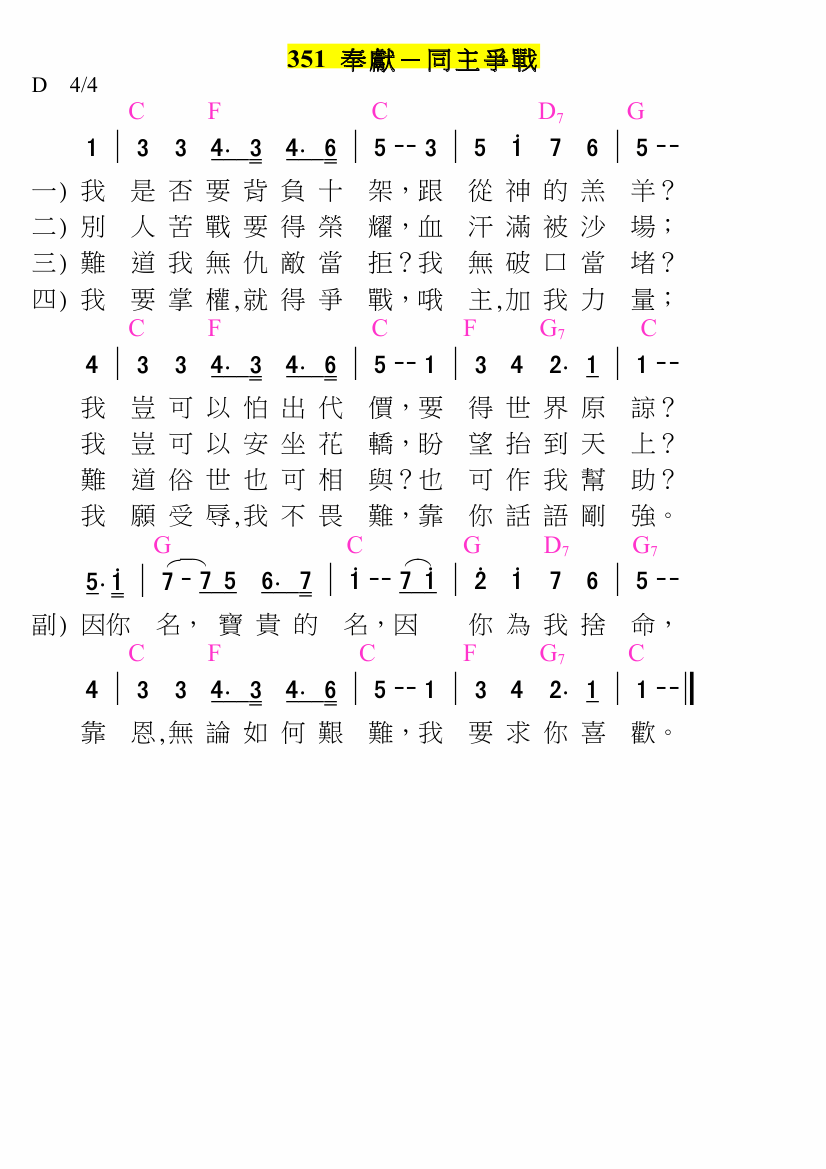 351 奉獻－同主爭戰
D 4/4
C F C D7 G
1 | 3 3 4. 3 4. 6 | 5 -- 3 | 5 i 7 6 | 5 --
一) 我 是 否 要 背 負 十 架，跟 從 神 的 羔 羊？
二) 別 人 苦 戰 要 得 榮 耀，血 汗 滿 被 沙 場；
三) 難 道 我 無 仇 敵 當 拒？我 無 破 口 當 堵？
四) 我 要 掌 權,就 得 爭 戰，哦 主,加 我 力 量；
C F C F G7 C
4 | 3 3 4. 3 4. 6 | 5 -- 1 | 3 4 2. 1 | 1 --
我 豈 可 以 怕 出 代 價，要 得 世 界 原 諒？
我 豈 可 以 安 坐 花 轎，盼 望 抬 到 天 上？
難 道 俗 世 也 可 相 與？也 可 作 我 幫 助？
我 願 受 辱,我 不 畏 難，靠 你 話 語 剛 強。
G C G D7 G7
5. i | 7 - 7 5 6. 7 | i -- 7 i | 2̇ i 7 6 | 5 --
副) 因你 名， 寶 貴 的 名，因 你 為 我 捨 命，
C F C F G7 C
4 | 3 3 4. 3 4. 6 | 5 -- 1 | 3 4 2. 1 | 1 -- ‖
靠 恩,無 論 如 何 艱 難，我 要 求 你 喜 歡。